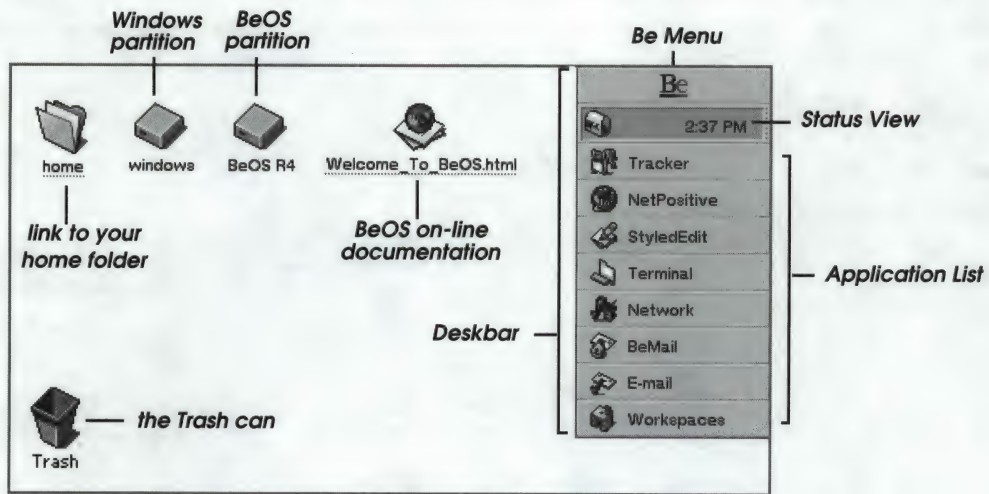 Windows
partition
BeOS
partition
Be Menu
Be
2:37 PM
Status View
home
windows
BeOS R4
Welcome_To_BeOS.html
link to your
home folder
BeOS on-line
documentation
Tracker
NetPositive
StyledEdit
Terminal
Network
BeMail
E-mail
Workspaces
Application List
Deskbar
the Trash can
Trash